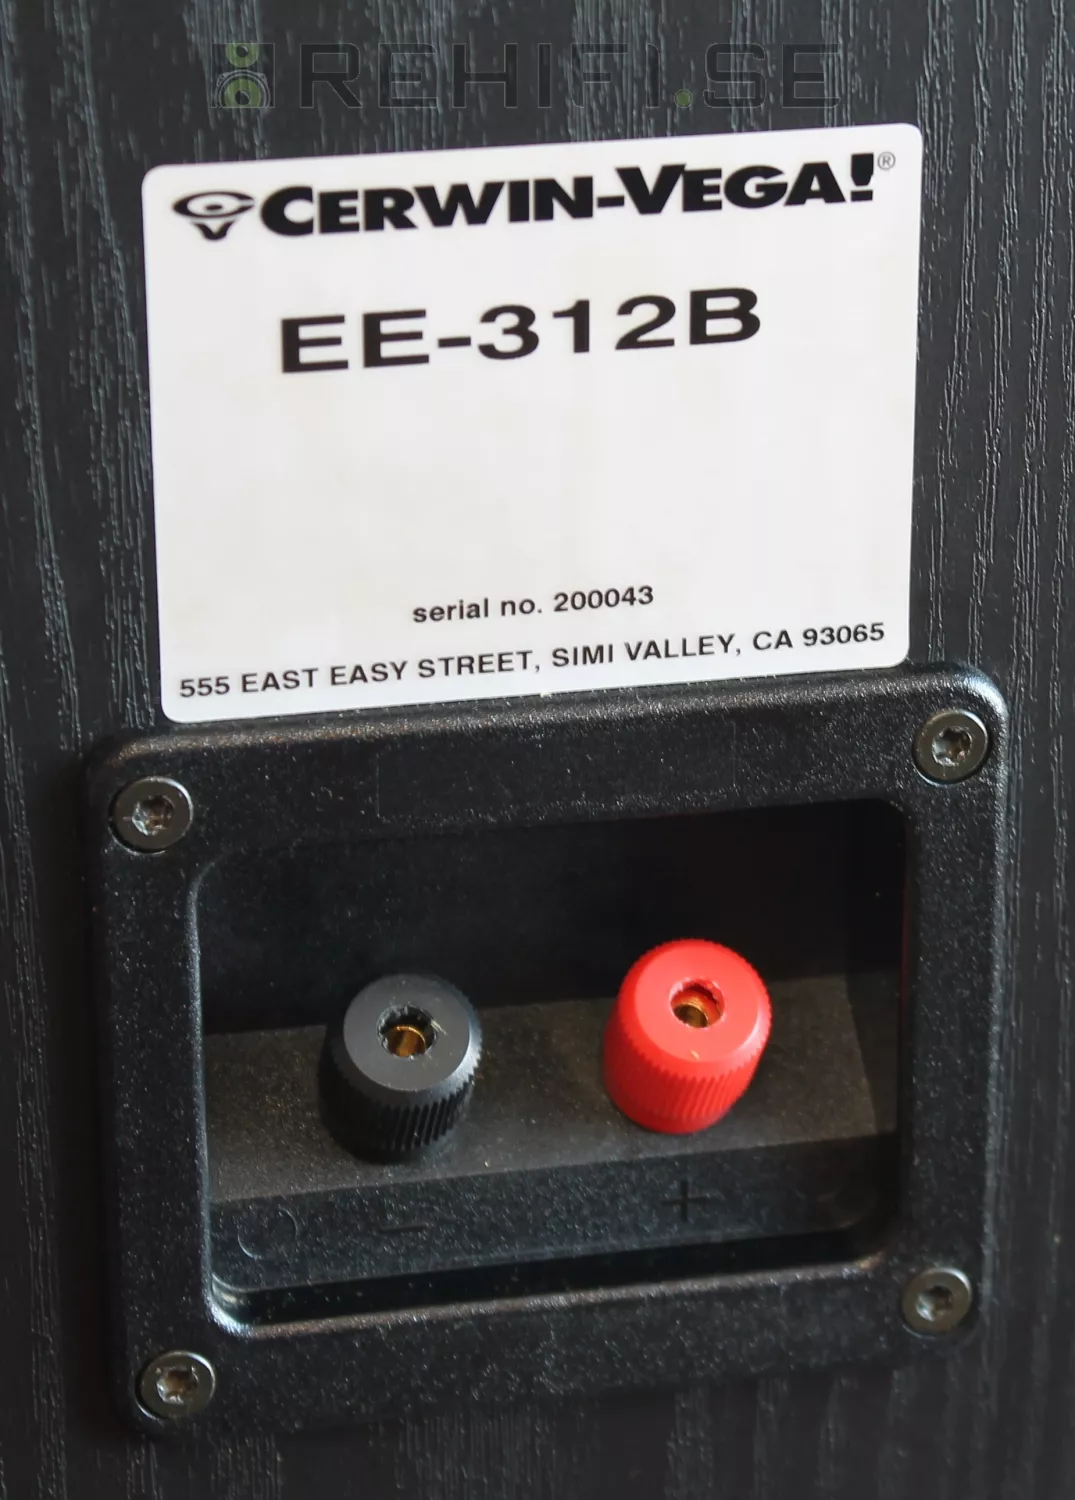 REHIFI.SE
CERWIN-VEGA!®
EE-312B
serial no. 200043
555 EAST EASY STREET, SIMI VALLEY, CA 93065
- +